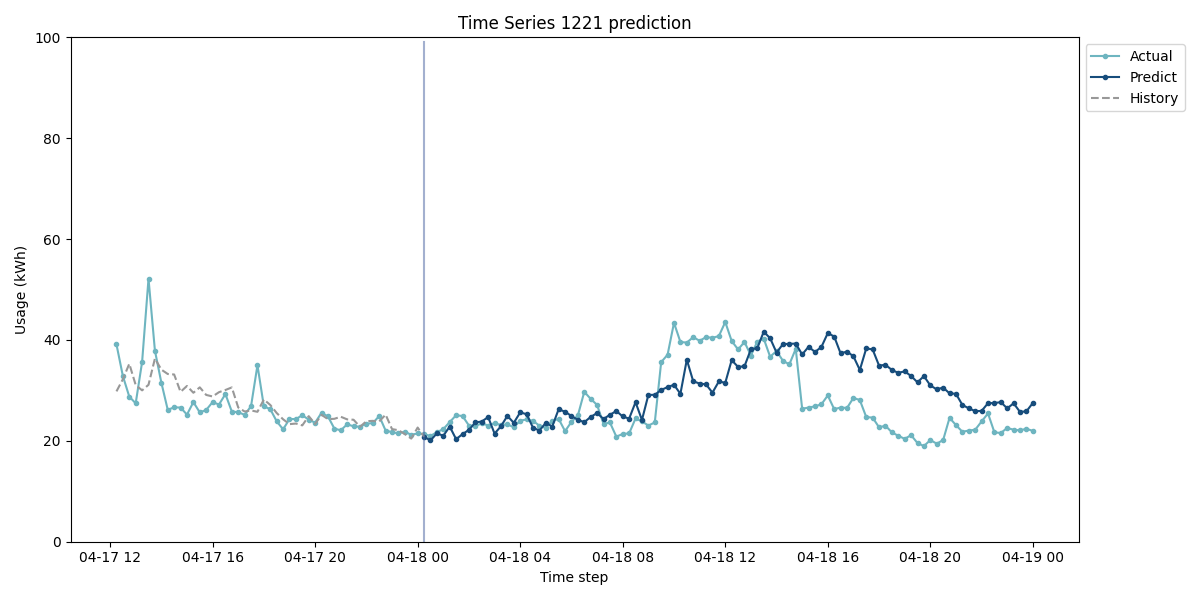 Time Series 1221 prediction
100
80
60
40
20
0
Usage (kWh)
04-17 12
04-17 16
04-17 20
04-18 00
04-18 04
04-18 08
04-18 12
04-18 16
04-18 20
04-19 00
Time step
Actual
Predict
History